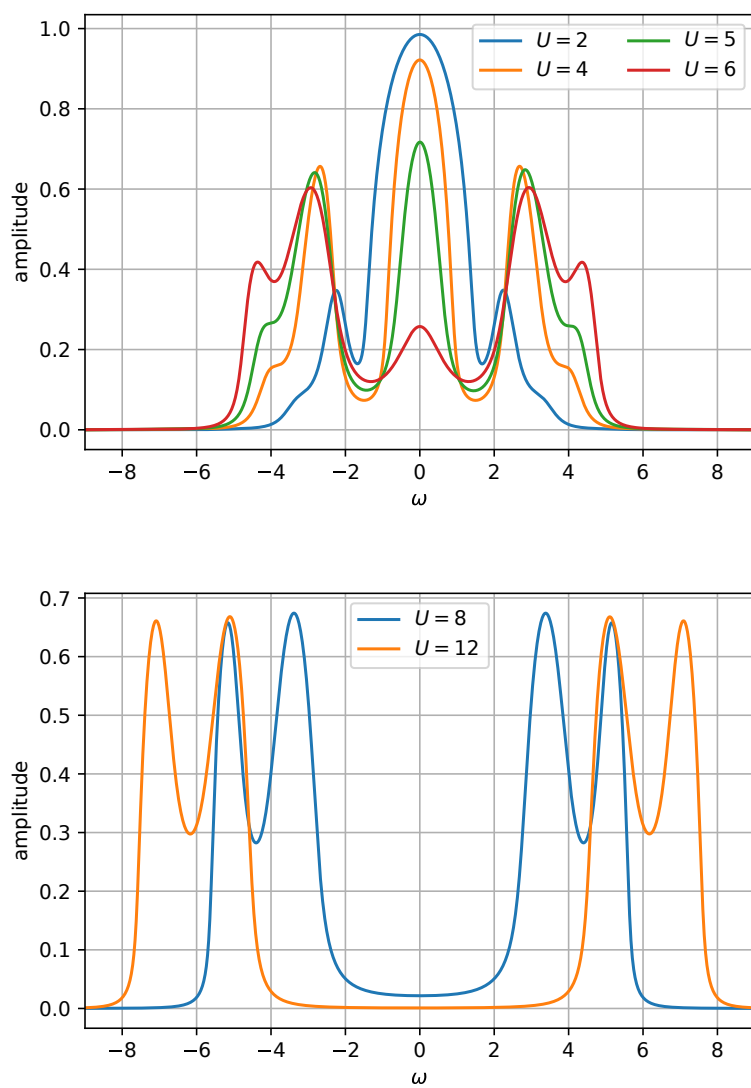 1.0
0.8
0.6
0.4
0.2
0.0
amplitude
U = 2
U = 4
U = 5
U = 6
−8 −6 −4 −2 0 2 4 6 8
ω
0.7
0.6
0.5
0.4
0.3
0.2
0.1
0.0
amplitude
U = 8
U = 12
−8 −6 −4 −2 0 2 4 6 8
ω